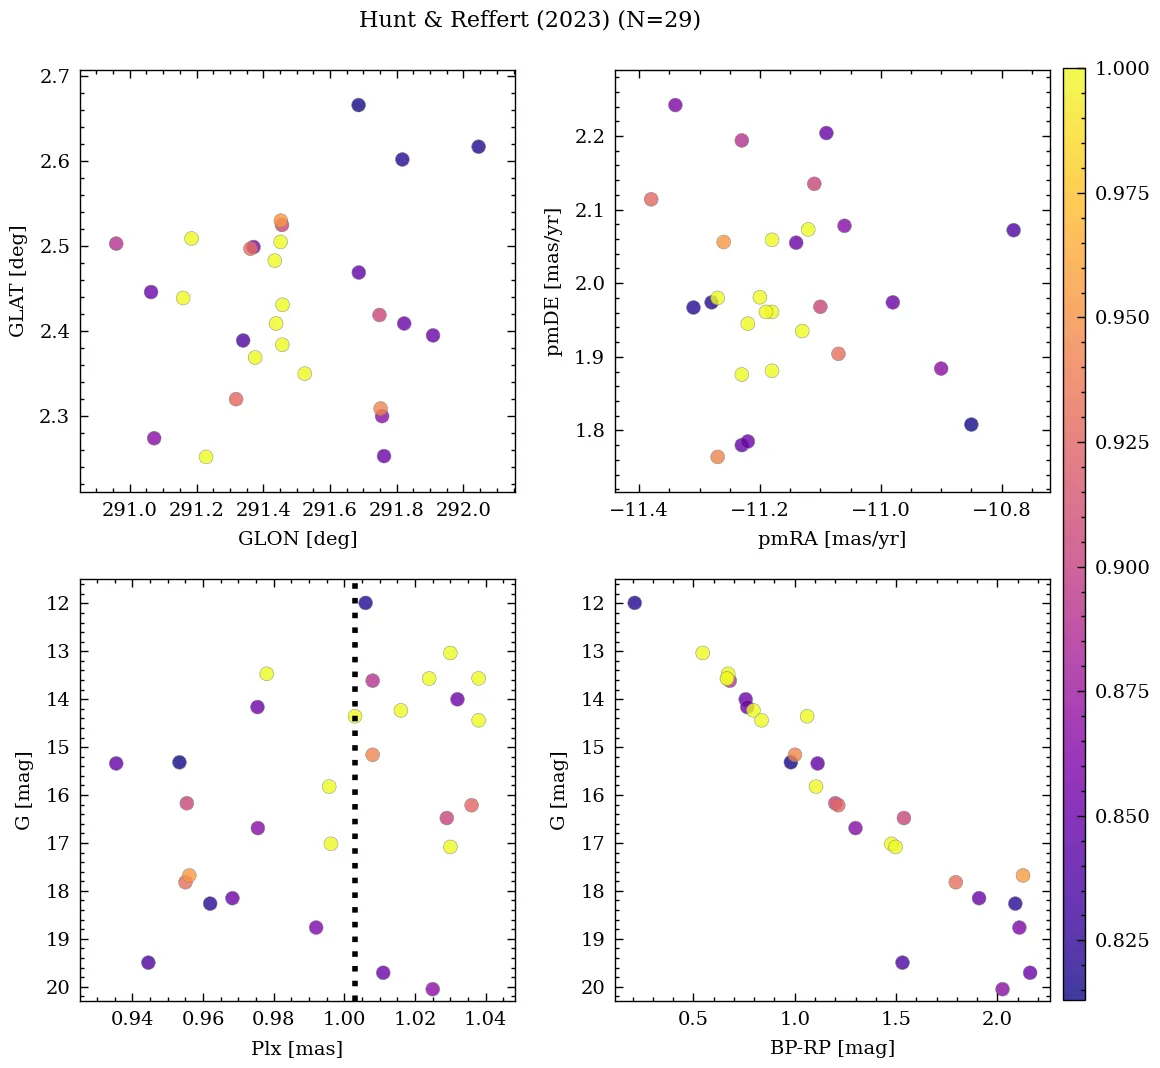 Hunt & Reffert (2023) (N=29)
2.7
2.6
2.5
2.4
2.3
GLAT [deg]
291.0 291.2 291.4 291.6 291.8 292.0
GLON [deg]
2.2
2.1
2.0
1.9
1.8
pmDE [mas/yr]
−11.4 −11.2 −11.0 −10.8
pmRA [mas/yr]
12
13
14
15
16
17
18
19
20
G [mag]
0.94 0.96 0.98 1.00 1.02 1.04
Plx [mas]
12
13
14
15
16
17
18
19
20
G [mag]
0.5 1.0 1.5 2.0
BP-RP [mag]
1.000
0.975
0.950
0.925
0.900
0.875
0.850
0.825